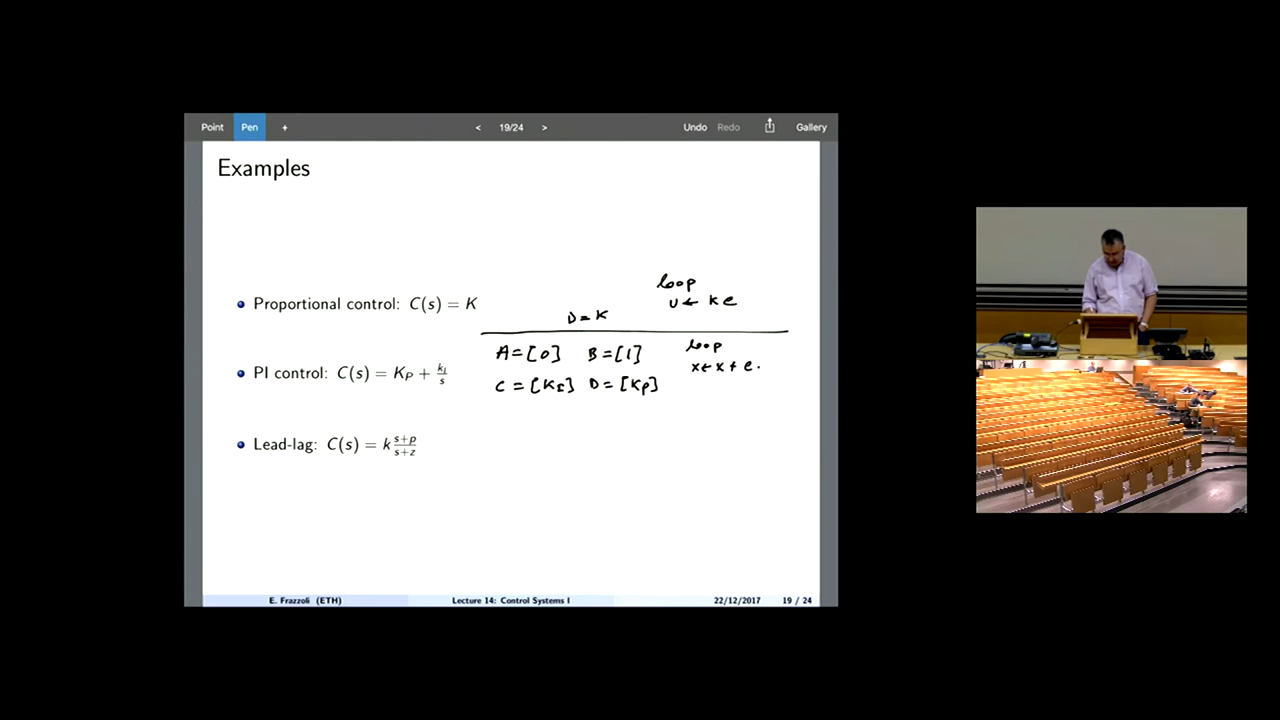 Point Pen + < 19/24 > Undo Redo Gallery
Examples
loop
Proportional control: C(s) = K
u ← k e
D = K
A = [0] B = [1]
loop
x ← x + e.
PI control: C(s) = K_P + k_I/s
C = [K_I] D = [K_P]
Lead-lag: C(s) = k s+p/s+z
E. Frazzoli (ETH) Lecture 14: Control Systems I 22/12/2017 19 / 24